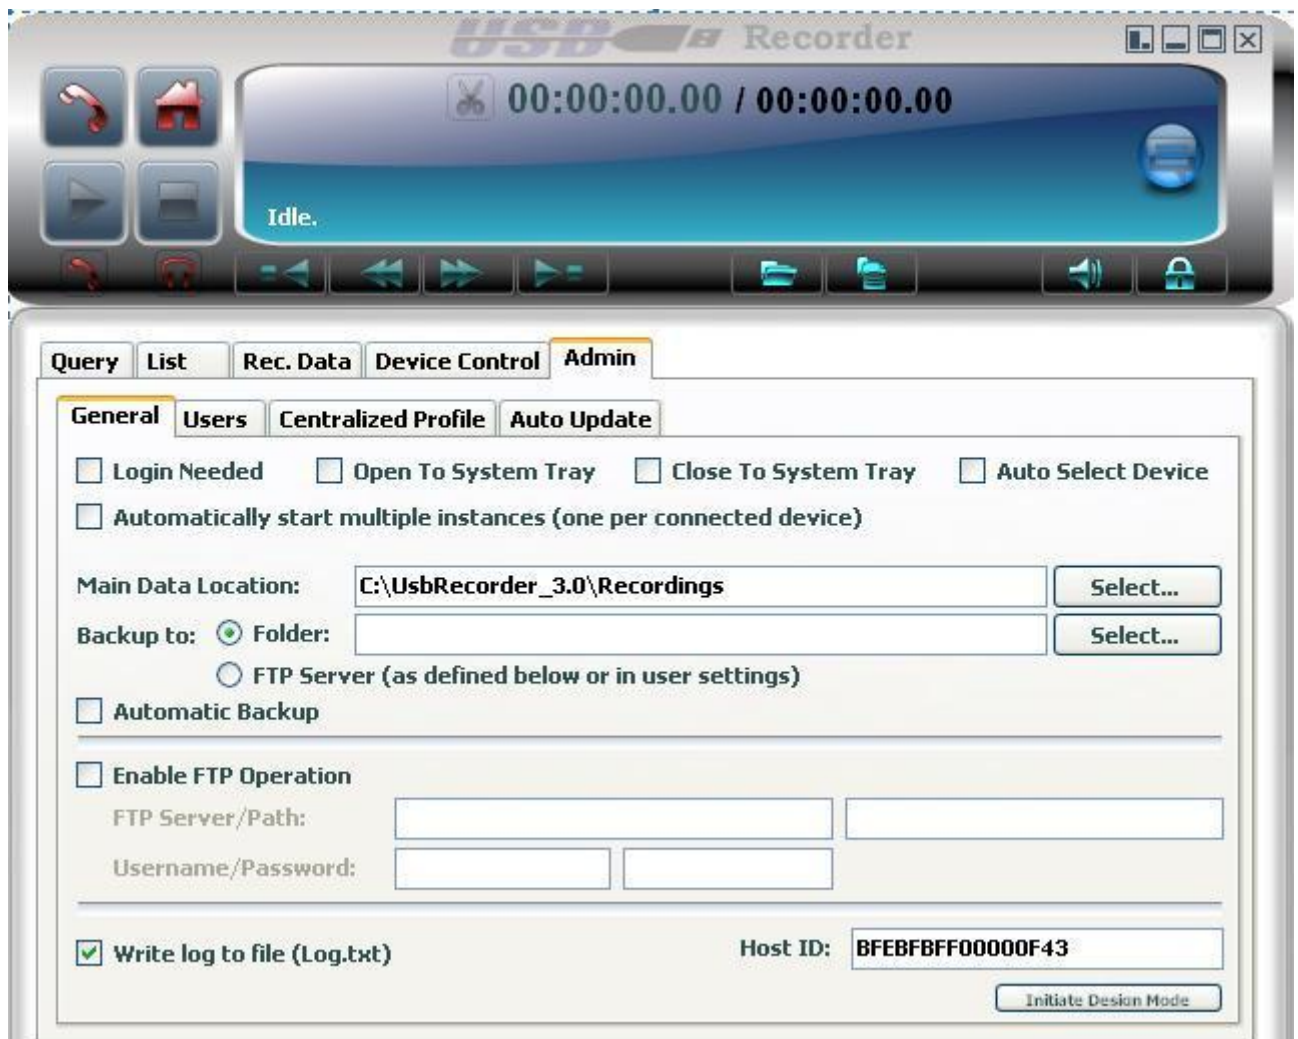 USB Recorder
00:00:00.00 / 00:00:00.00
Idle.
Query List Rec. Data Device Control Admin
General Users Centralized Profile Auto Update
Login Needed Open To System Tray Close To System Tray Auto Select Device
Automatically start multiple instances (one per connected device)
Main Data Location: C:\UsbRecorder_3.0\Recordings Select...
Backup to: Folder: Select...
FTP Server (as defined below or in user settings)
Automatic Backup
Enable FTP Operation
FTP Server/Path:
Username/Password:
Write log to file (Log.txt) Host ID: BFEBFBFF00000F43
Initiate Design Mode